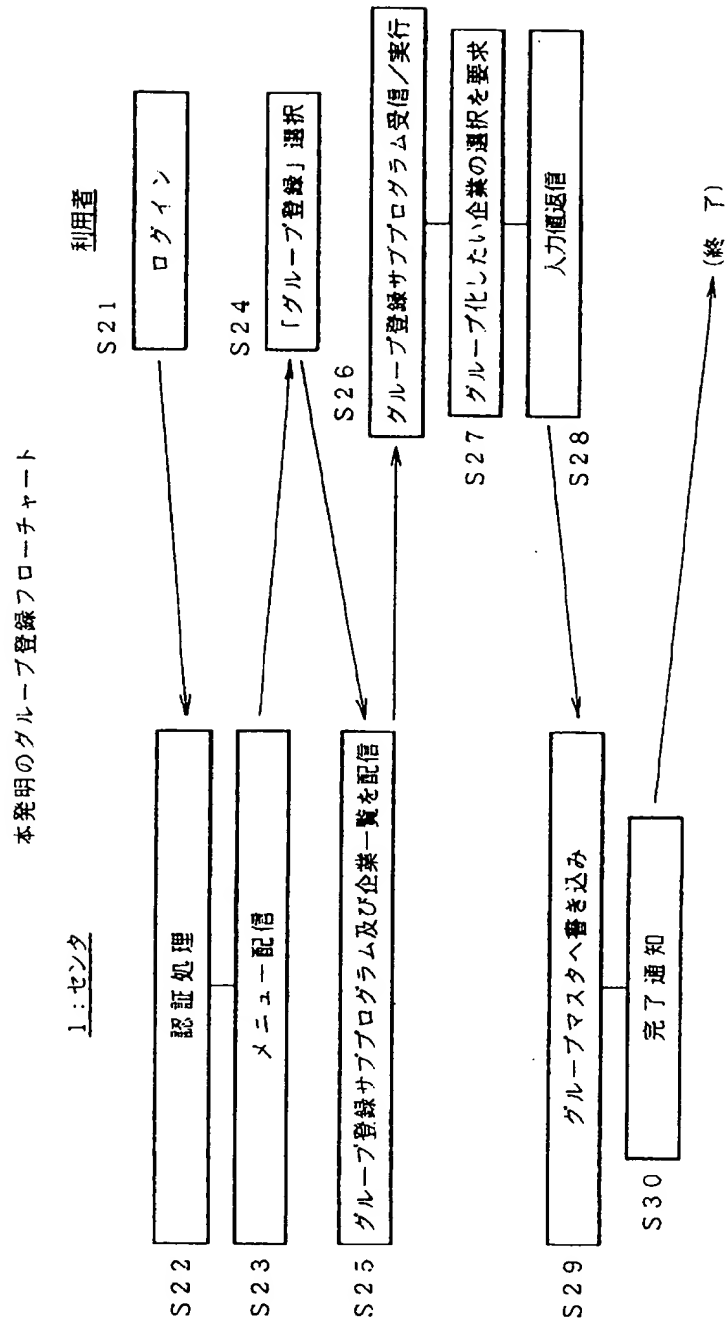 本発明のグループ登録フローチャート
1:センタ
利用者
S21
ログイン
S22
認証処理
S23
メニュー配信
S24
「グループ登録」選択
S25
グループ登録サブプログラム及び企業一覧を配信
S26
グループ登録サブプログラム受信/実行
S27
グループ化したい企業の選択を要求
S28
入力値返信
S29
グループマスタへ書き込み
S30
完了通知
(終 了)